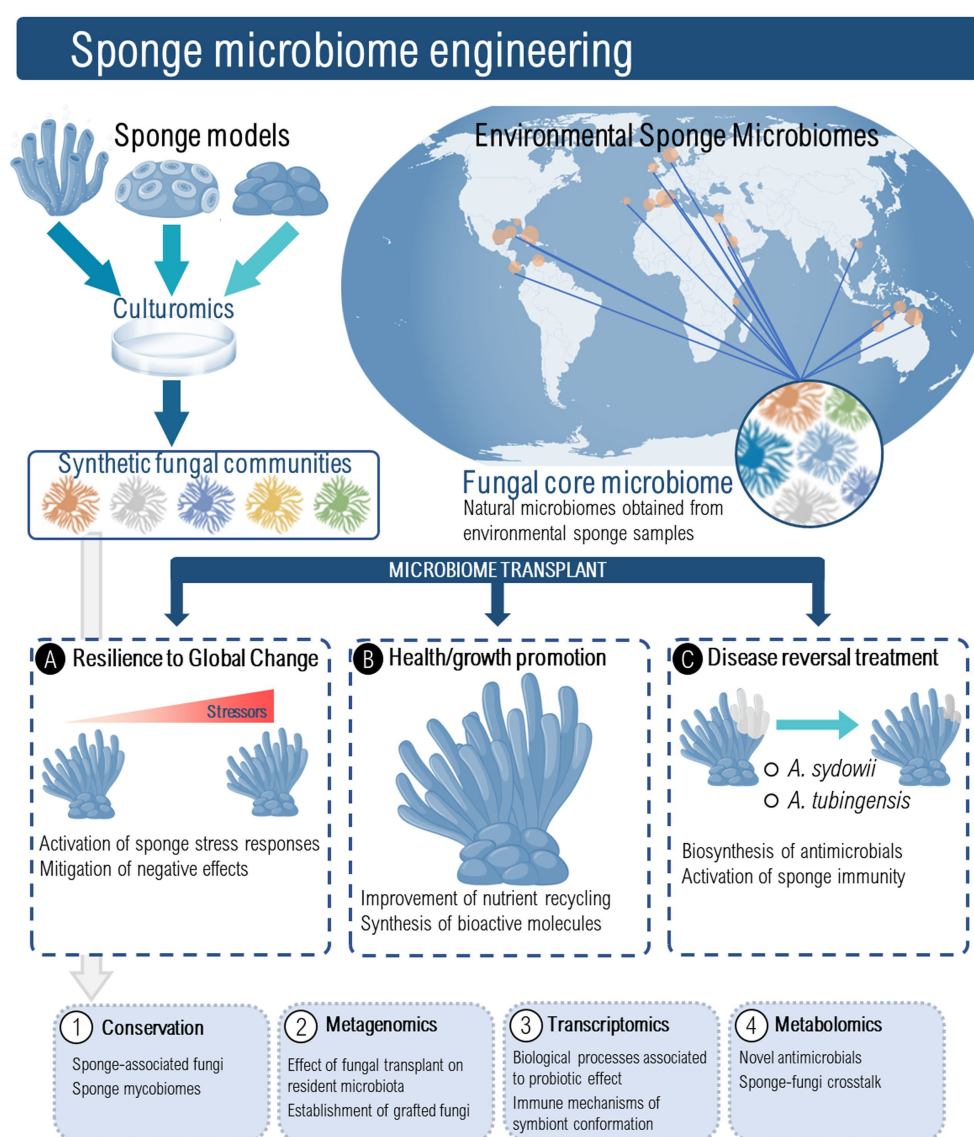 Sponge microbiome engineering
Sponge models
Environmental Sponge Microbiomes
Culturomics
Synthetic fungal communities
Fungal core microbiome
Natural microbiomes obtained from
environmental sponge samples
MICROBIOME TRANSPLANT
A Resilience to Global Change
Stressors
Activation of sponge stress responses
Mitigation of negative effects
B Health/growth promotion
Improvement of nutrient recycling
Synthesis of bioactive molecules
C Disease reversal treatment
A. sydowii
A. tubingensis
Biosynthesis of antimicrobials
Activation of sponge immunity
1 Conservation
Sponge-associated fungi
Sponge mycobiomes
2 Metagenomics
Effect of fungal transplant on
resident microbiota
Establishment of grafted fungi
3 Transcriptomics
Biological processes associated
to probiotic effect
Immune mechanisms of
symbiont conformation
4 Metabolomics
Novel antimicrobials
Sponge-fungi crosstalk